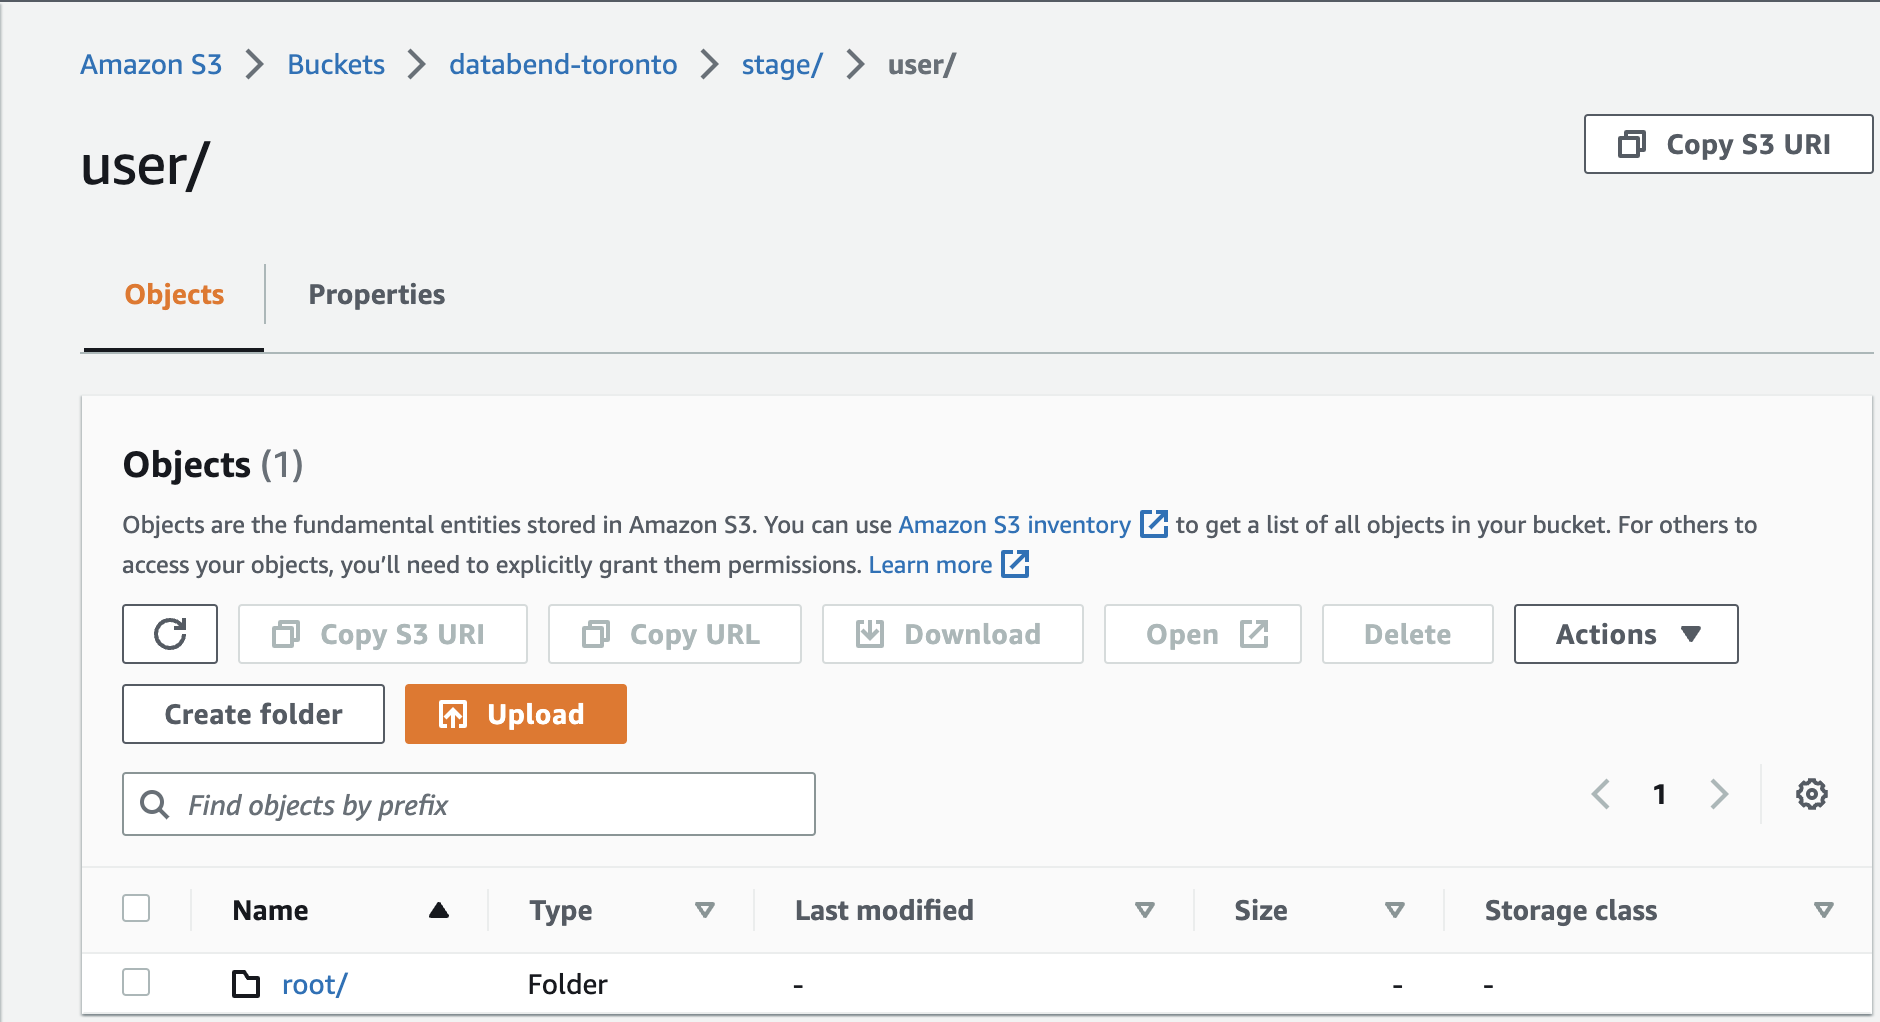 Amazon S3 > Buckets > databend-toronto > stage/ > user/
user/
Copy S3 URI
Objects
Properties
Objects (1)
Objects are the fundamental entities stored in Amazon S3. You can use Amazon S3 inventory to get a list of all objects in your bucket. For others to
access your objects, you’ll need to explicitly grant them permissions. Learn more
Copy S3 URI
Copy URL
Download
Open
Delete
Actions
Create folder
Upload
Find objects by prefix
1
Name
Type
Last modified
Size
Storage class
root/
Folder
-
-
-